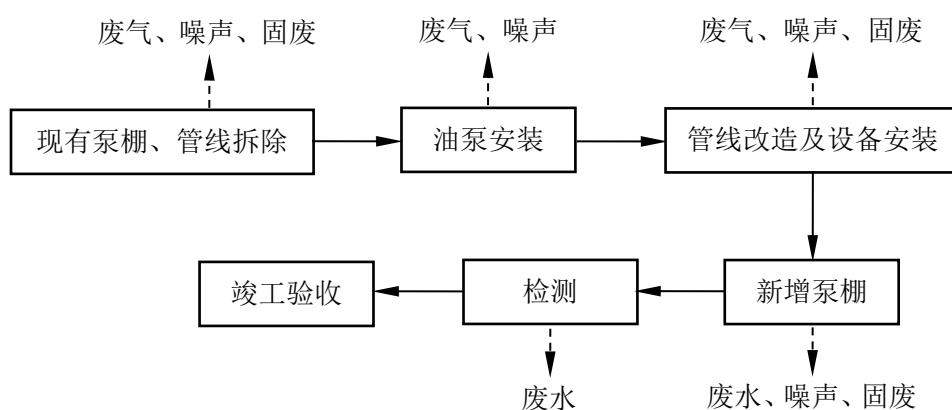 废气、噪声、固废
废气、噪声
废气、噪声、固废
现有泵棚、管线拆除
油泵安装
管线改造及设备安装
竣工验收
检测
新增泵棚
废水
废水、噪声、固废